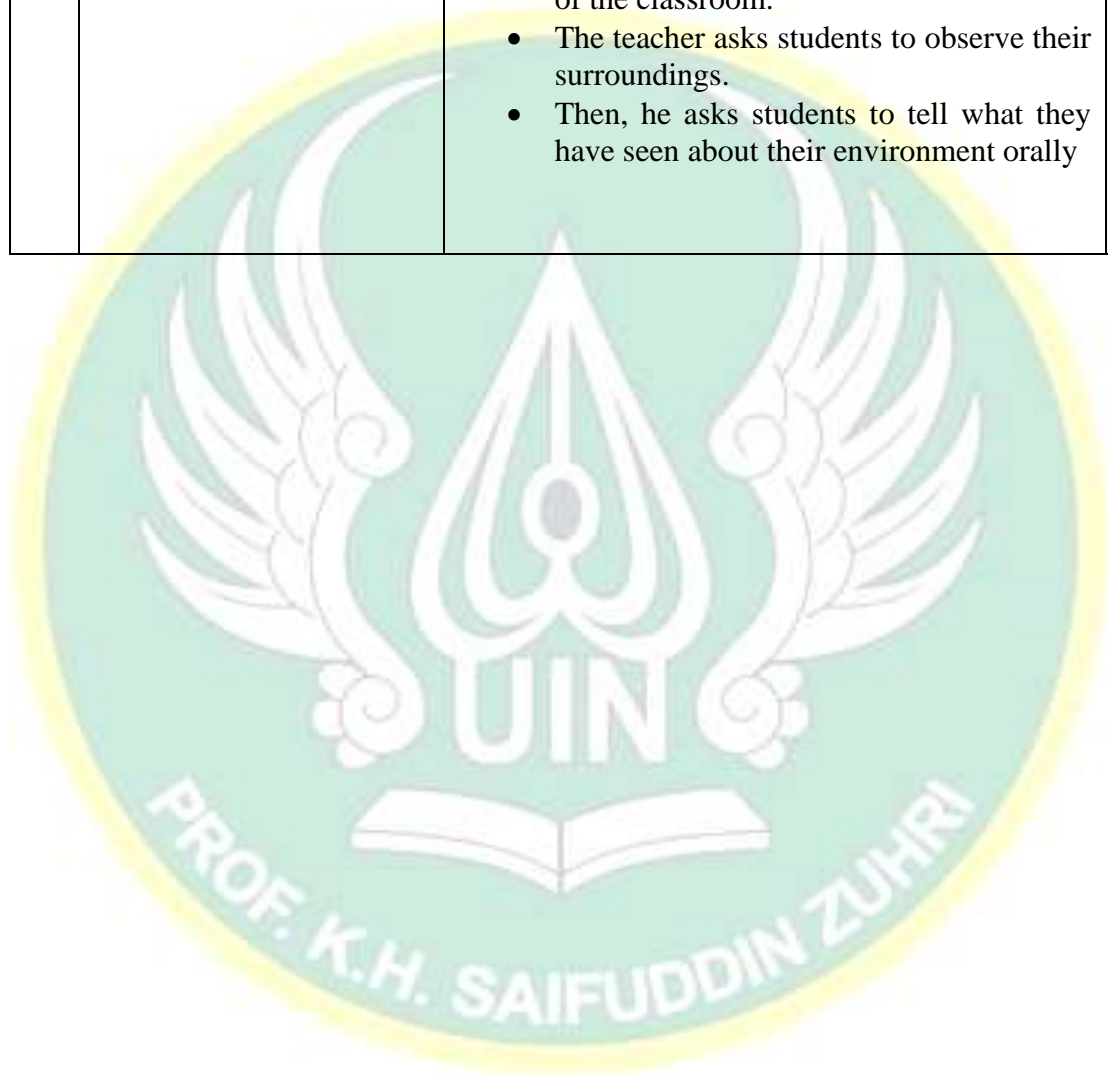 of the classroom.
• The teacher asks students to observe their
surroundings.
• Then, he asks students to tell what they
have seen about their environment orally
UIN
PROF. K.H. SAIFUDDIN ZUHRI